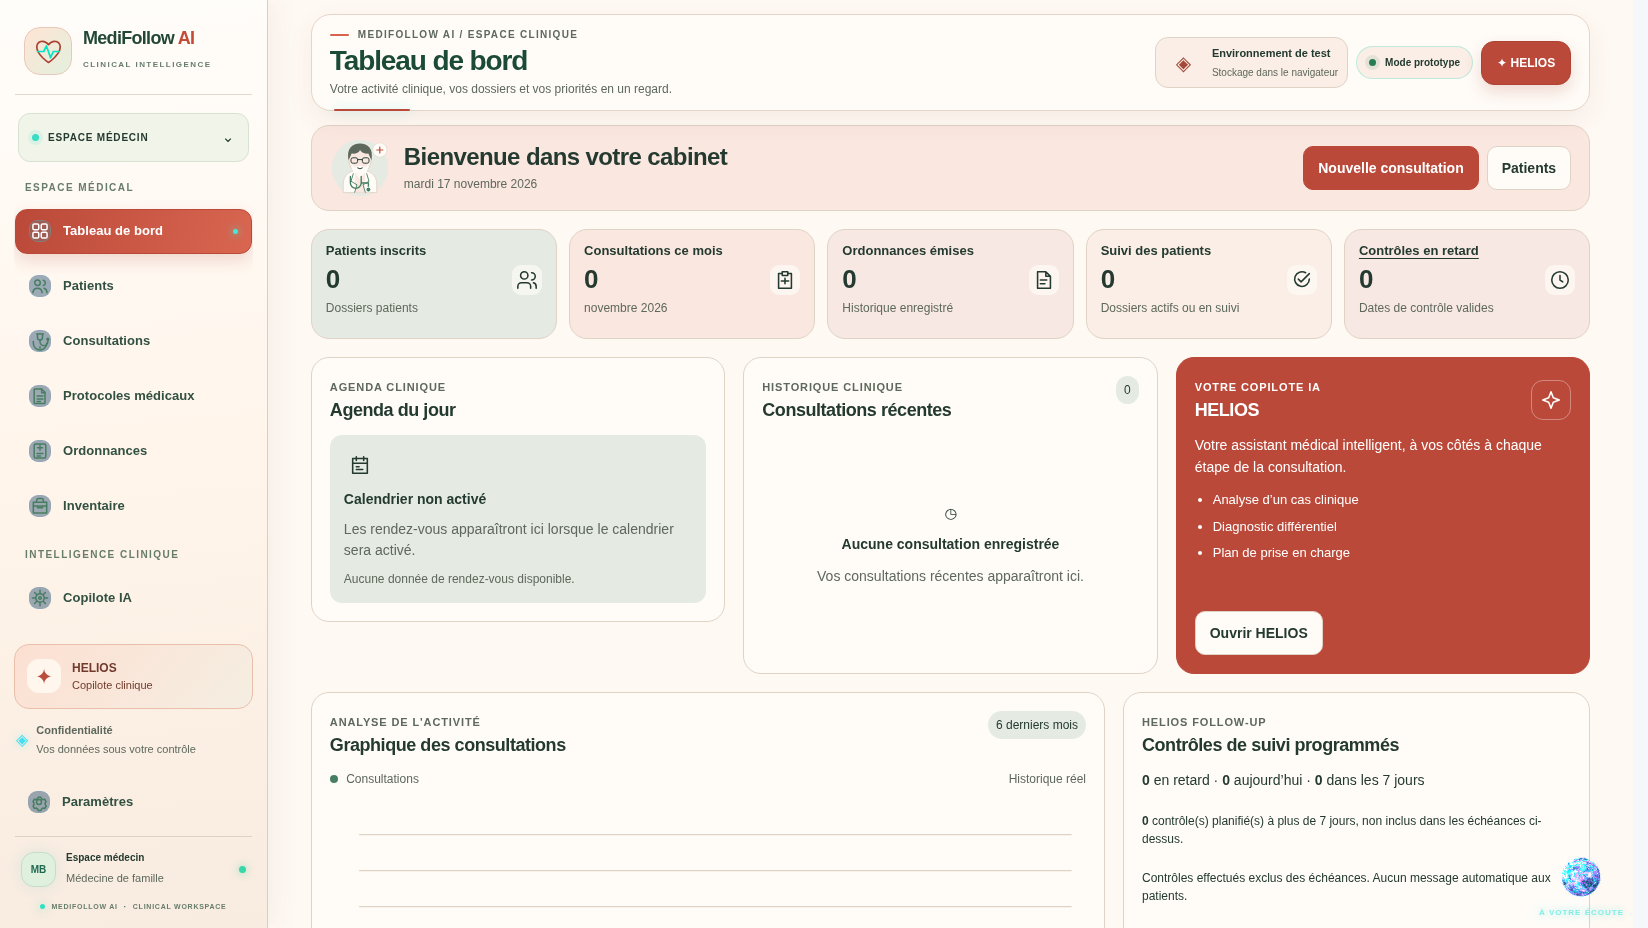 MediFollow AI
CLINICAL INTELLIGENCE
ESPACE MÉDECIN
ESPACE MÉDICAL
Tableau de bord
Patients
Consultations
Protocoles médicaux
Ordonnances
Inventaire
INTELLIGENCE CLINIQUE
Copilote IA
HELIOS
Copilote clinique
Confidentialité
Vos données sous votre contrôle
Paramètres
MB
Espace médecin
Médecine de famille
MEDIFOLLOW AI · CLINICAL WORKSPACE
MEDIFOLLOW AI / ESPACE CLINIQUE
Tableau de bord
Votre activité clinique, vos dossiers et vos priorités en un regard.
Environnement de test
Stockage dans le navigateur
Mode prototype
✦ HELIOS
Bienvenue dans votre cabinet
mardi 17 novembre 2026
Nouvelle consultation
Patients
Patients inscrits
0
Dossiers patients
Consultations ce mois
0
novembre 2026
Ordonnances émises
0
Historique enregistré
Suivi des patients
0
Dossiers actifs ou en suivi
Contrôles en retard
0
Dates de contrôle valides
AGENDA CLINIQUE
Agenda du jour
Calendrier non activé
Les rendez-vous apparaîtront ici lorsque le calendrier
sera activé.
Aucune donnée de rendez-vous disponible.
HISTORIQUE CLINIQUE
Consultations récentes
0
Aucune consultation enregistrée
Vos consultations récentes apparaîtront ici.
VOTRE COPILOTE IA
HELIOS
Votre assistant médical intelligent, à vos côtés à chaque
étape de la consultation.
• Analyse d’un cas clinique
• Diagnostic différentiel
• Plan de prise en charge
Ouvrir HELIOS
ANALYSE DE L'ACTIVITÉ
Graphique des consultations
6 derniers mois
Consultations
Historique réel
HELIOS FOLLOW-UP
Contrôles de suivi programmés
0 en retard · 0 aujourd’hui · 0 dans les 7 jours
0 contrôle(s) planifié(s) à plus de 7 jours, non inclus dans les échéances ci-
dessus.
Contrôles effectués exclus des échéances. Aucun message automatique aux
patients.
À VOTRE ÉCOUTE